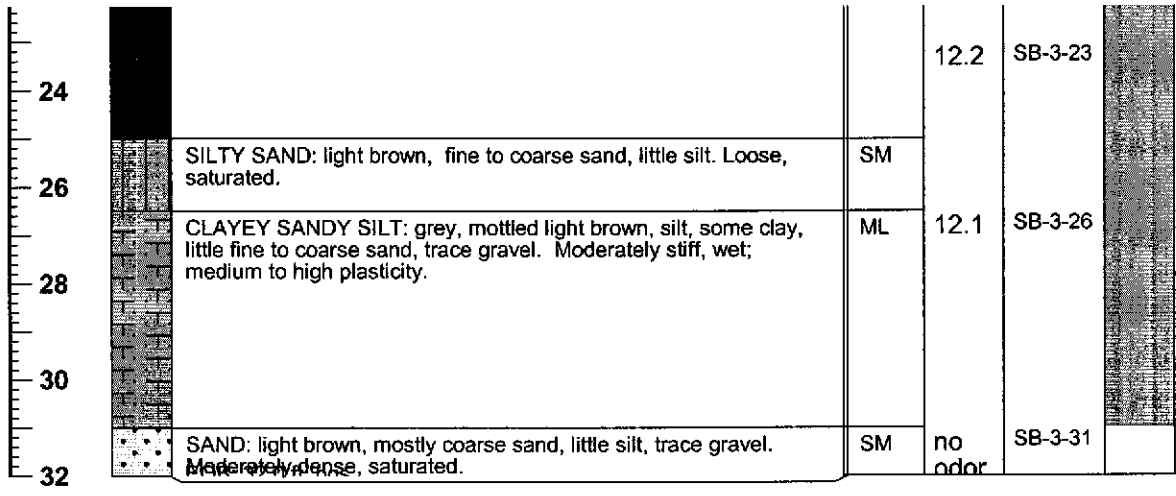 12.2 SB-3-23
24
SILTY SAND: light brown, fine to coarse sand, little silt. Loose, SM
saturated.
26
CLAYEY SANDY SILT: grey, mottled light brown, silt, some clay, ML 12.1 SB-3-26
little fine to coarse sand, trace gravel. Moderately stiff, wet;
medium to high plasticity.
28
30
SAND: light brown, mostly coarse sand, little silt, trace gravel. SM no SB-3-31
Moderately dense, saturated. odor
32